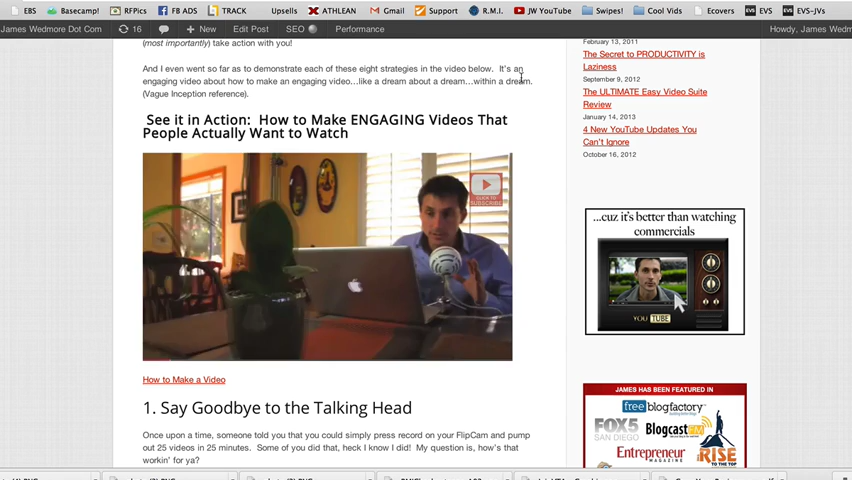 EBS Basecamp! RFPics FB ADS TRACK Upsells ATHLEAN Gmail Support R.M.I. JW YouTube Swipes! Cool Vids Ecovers EVS EVS-JVs
James Wedmore Dot Com 16 New Edit Post SEO Performance Howdy, James Wedm
(most importantly) take action with you!
And I even went so far as to demonstrate each of these eight strategies in the video below. It's an
engaging video about how to make an engaging video…like a dream about a dream…within a dream.
(Vague Inception reference).
See it in Action: How to Make ENGAGING Videos That
People Actually Want to Watch
CLICK TO
SUBSCRIBE
How to Make a Video
1. Say Goodbye to the Talking Head
Once upon a time, someone told you that you could simply press record on your FlipCam and pump
out 25 videos in 25 minutes. Some of you did that, heck I know I did! My question is, how's that
workin' for ya?
February 13, 2011
The Secret to PRODUCTIVITY is
Laziness
September 9, 2012
The ULTIMATE Easy Video Suite
Review
January 14, 2013
4 New YouTube Updates You
Can't Ignore
October 16, 2012
...cuz it's better than watching
commercials
YOU TUBE
JAMES HAS BEEN FEATURED IN
free blogfactory
FOX5
SAN DIEGO
Blogcast FM
Entrepreneur
MAGAZINE
RISE
TO THE TOP